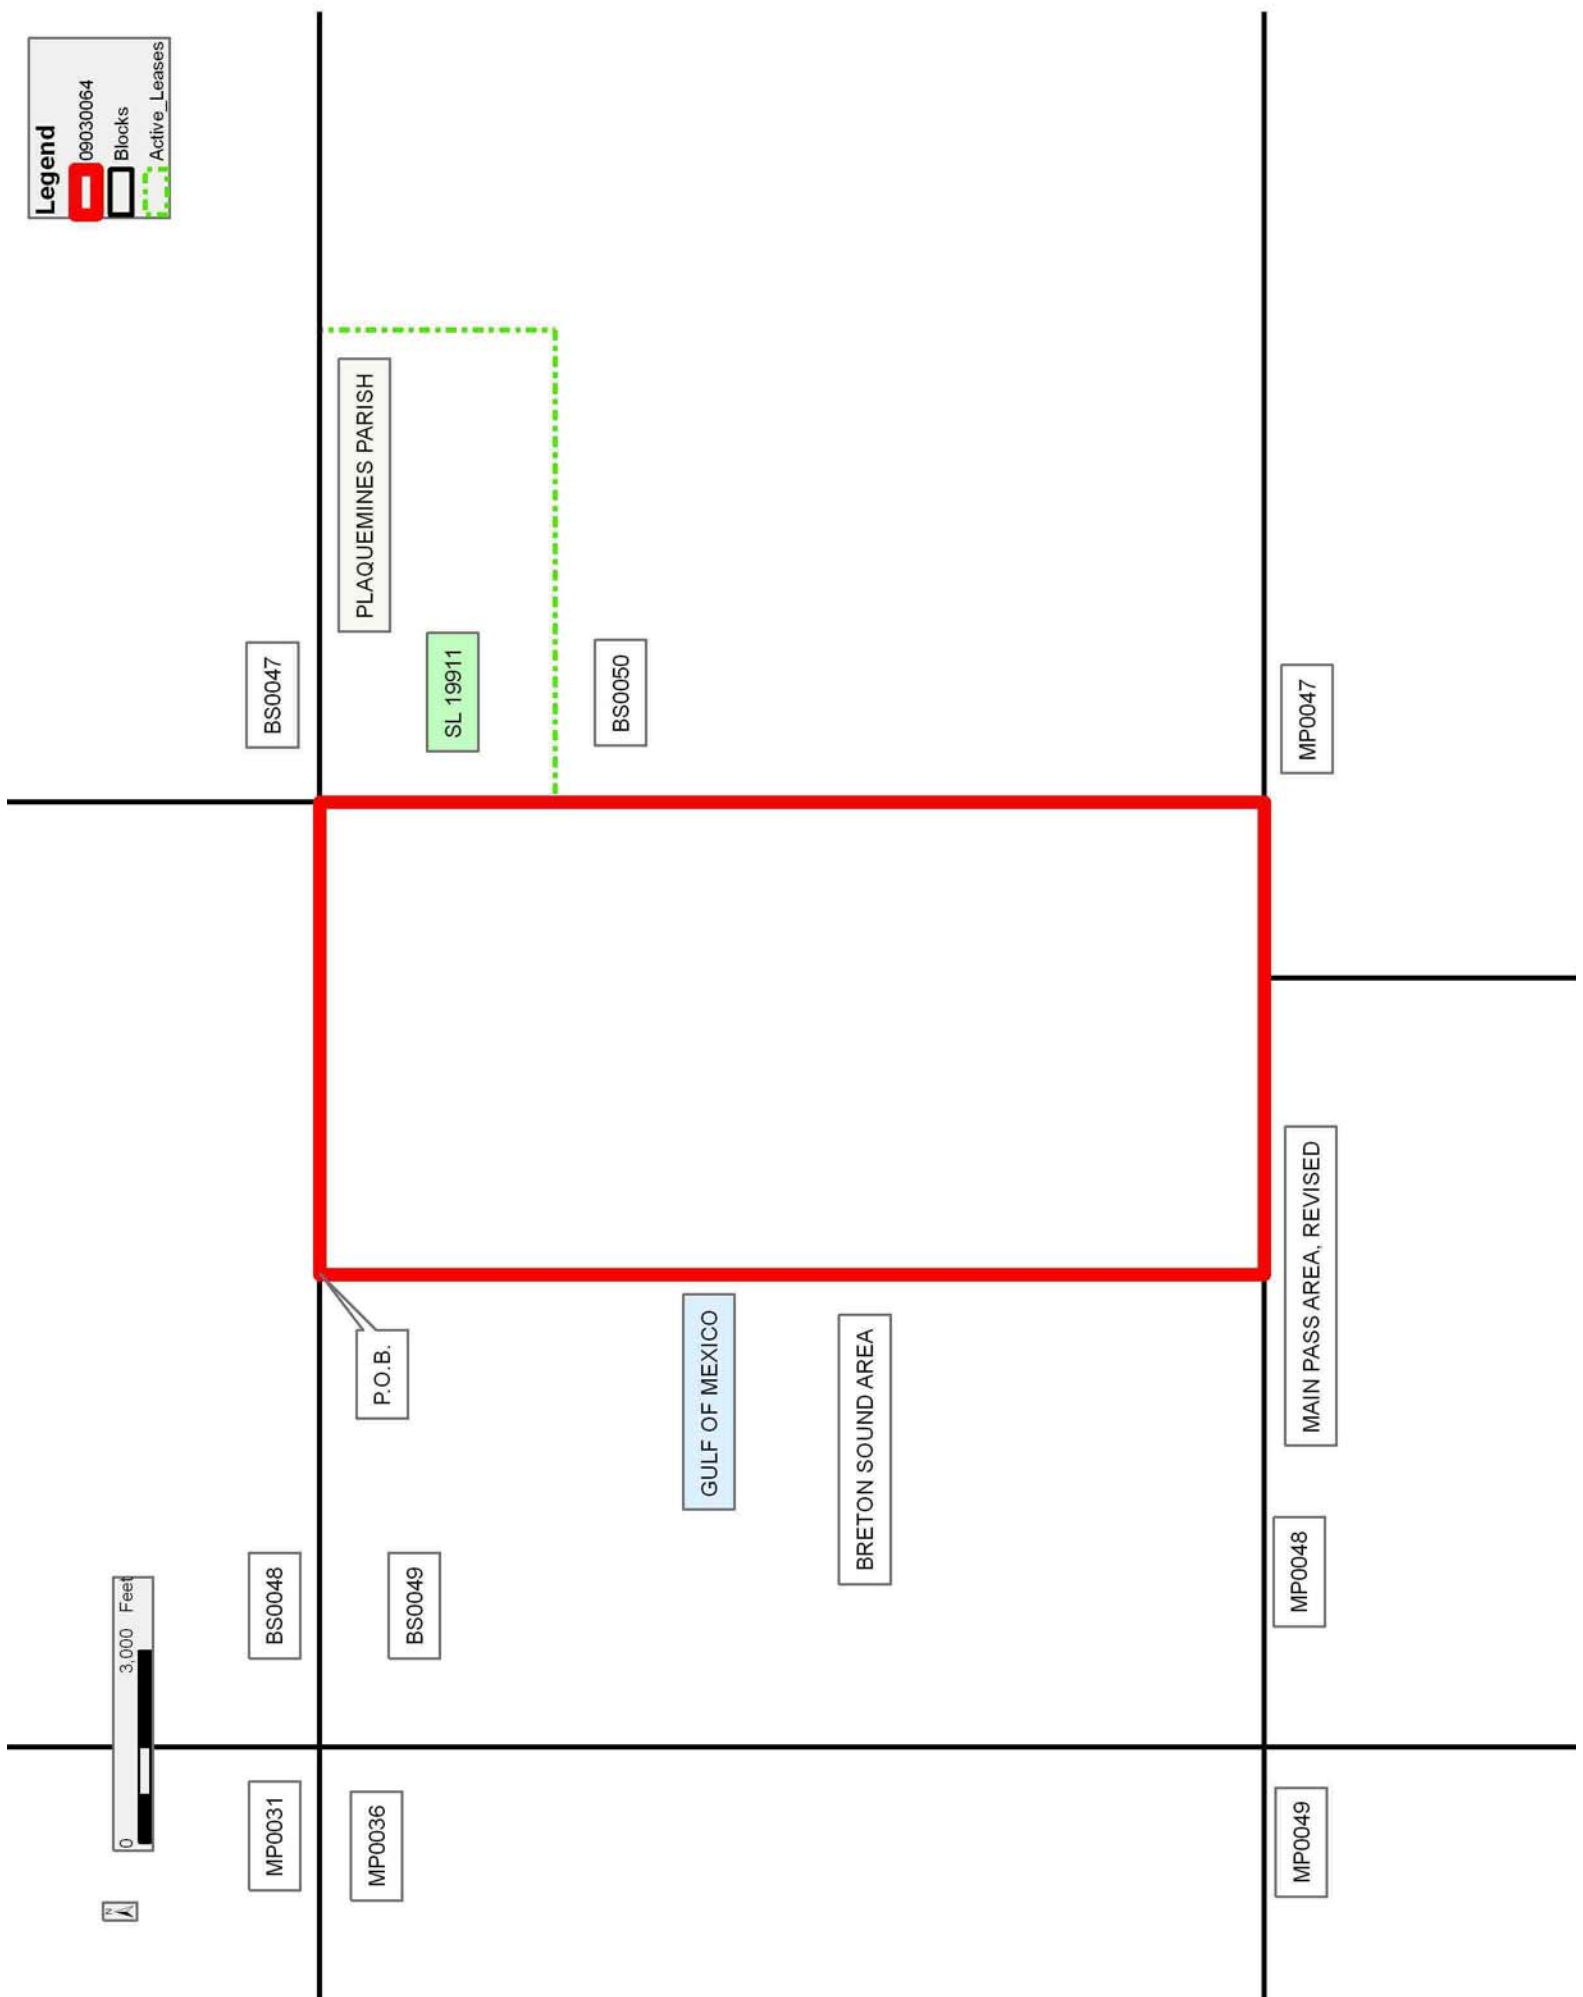 Legend
09030064
Blocks
Active_Leases
N
0 3,000 Feet
MP0031
BS0048
BS0047
PLAQUEMINES PARISH
MP0036
P.O.B.
BS0049
SL 19911
BS0050
GULF OF MEXICO
BRETON SOUND AREA
MP0049
MP0048
MAIN PASS AREA, REVISED
MP0047